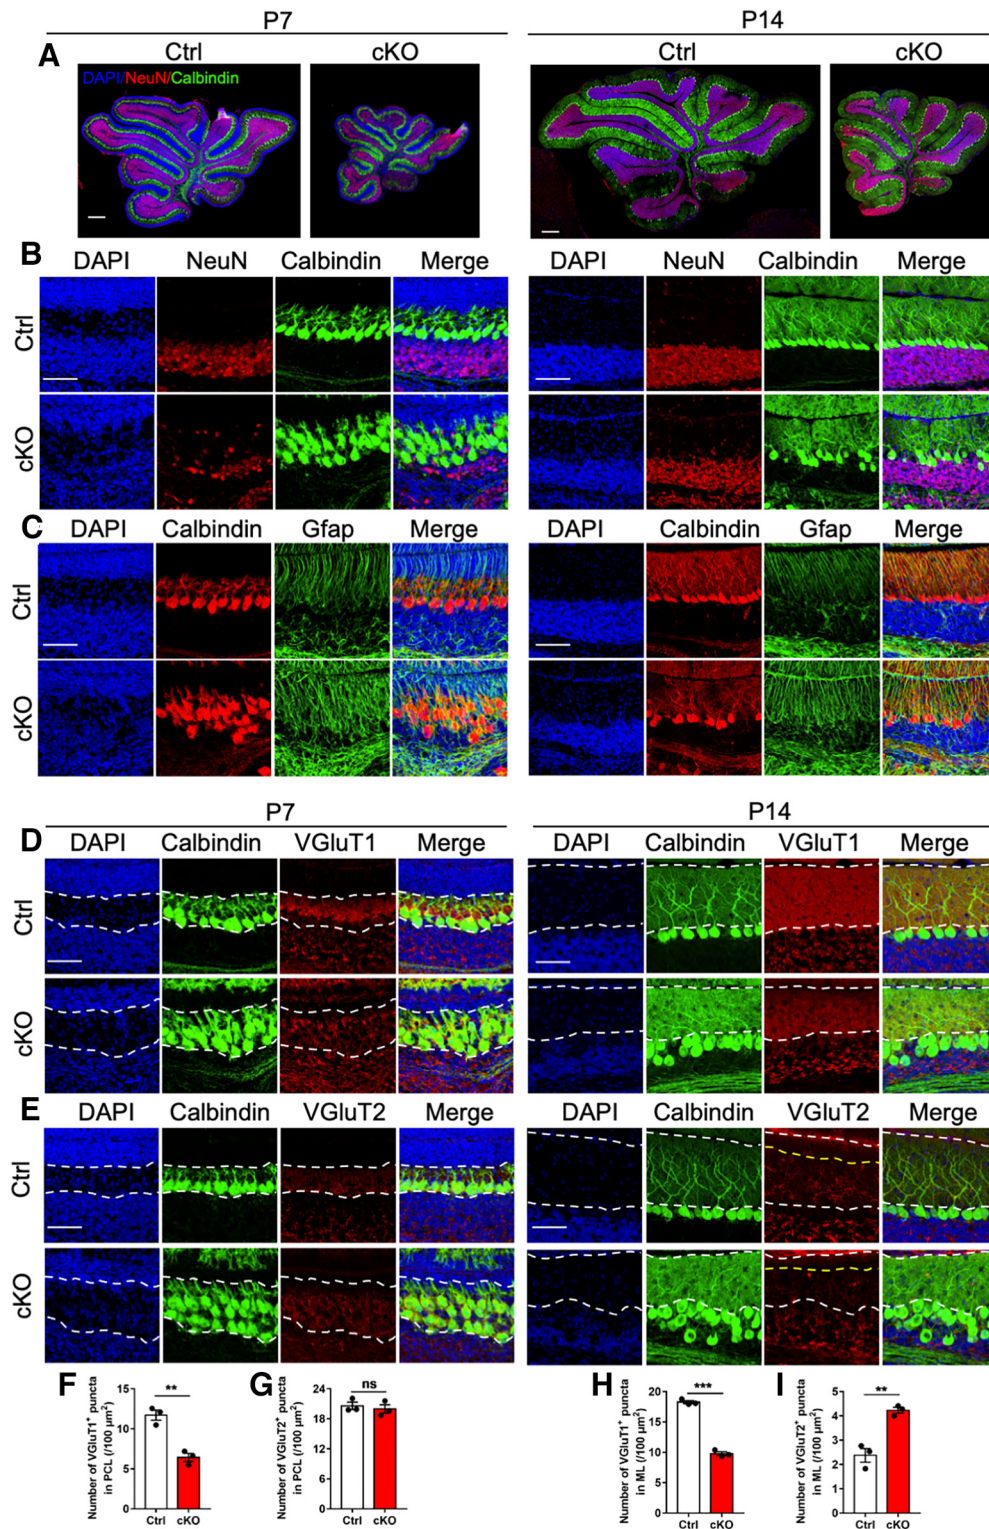 P7 P14
A Ctrl cKO Ctrl cKO
DAPI/NeuN/Calbindin
B DAPI NeuN Calbindin Merge DAPI NeuN Calbindin Merge
Ctrl
cKO
C DAPI Calbindin Gfap Merge DAPI Calbindin Gfap Merge
Ctrl
cKO
P7 P14
D DAPI Calbindin VGluT1 Merge DAPI Calbindin VGluT1 Merge
Ctrl
cKO
E DAPI Calbindin VGluT2 Merge DAPI Calbindin VGluT2 Merge
Ctrl
cKO
F
Number of VGluT1⁺ puncta
in PCL (/100 µm²)
15
10
5
0
**
Ctrl cKO
G
Number of VGluT2⁺ puncta
in PCL (/100 µm²)
24
18
12
6
0
ns
Ctrl cKO
H
Number of VGluT1⁺ puncta
in ML (/100 µm²)
20
15
10
5
0
***
Ctrl cKO
I
Number of VGluT2⁺ puncta
in ML (/100 µm²)
5
4
3
2
1
0
**
Ctrl cKO